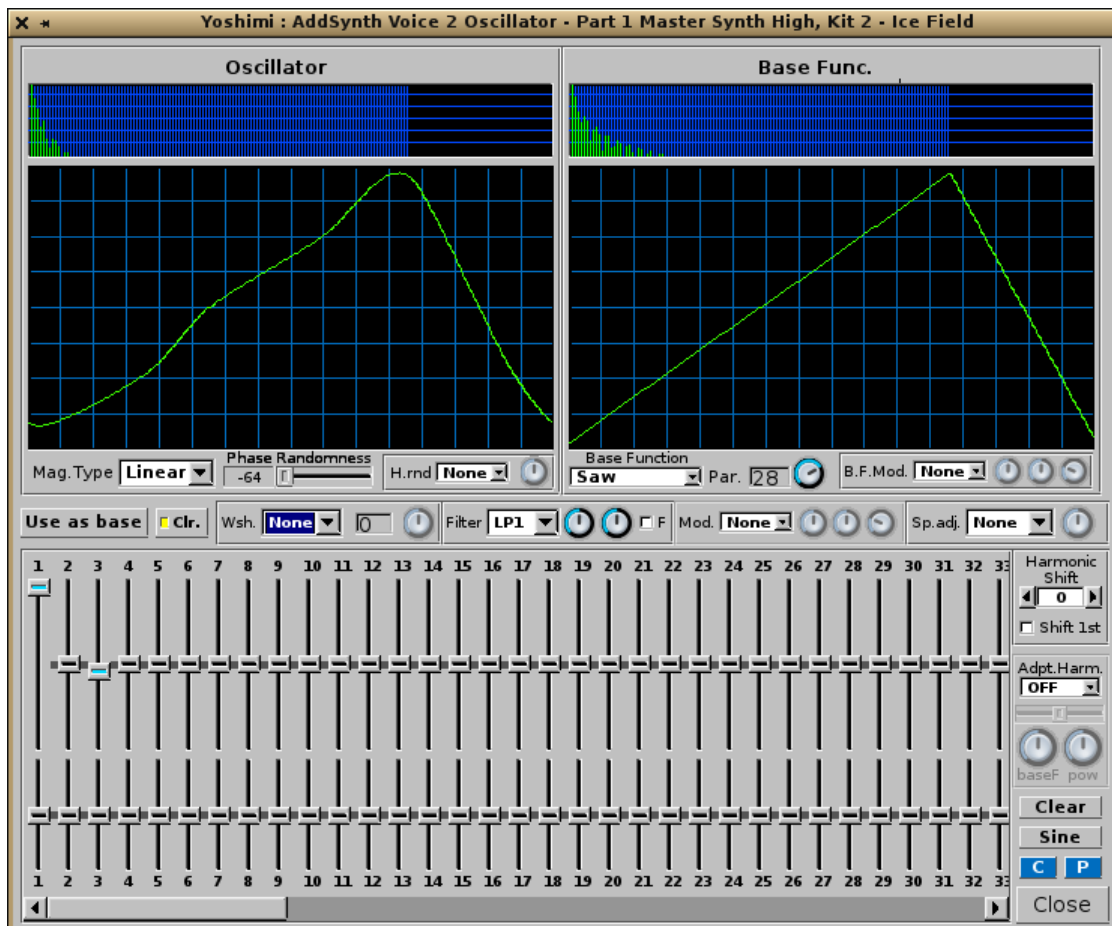 Yoshimi : AddSynth Voice 2 Oscillator - Part 1 Master Synth High, Kit 2 - Ice Field
Oscillator
Base Func.
Mag.Type Linear
Phase Randomness
-64
H.rnd None
Base Function
Saw
Par. 28
B.F.Mod. None
Use as base
Clr.
Wsh. None
0
Filter LP1
F
Mod. None
Sp.adj. None
1 2 3 4 5 6 7 8 9 10 11 12 13 14 15 16 17 18 19 20 21 22 23 24 25 26 27 28 29 30 31 32 33
1 2 3 4 5 6 7 8 9 10 11 12 13 14 15 16 17 18 19 20 21 22 23 24 25 26 27 28 29 30 31 32 33
Harmonic
Shift
0
Shift 1st
Adpt.Harm.
OFF
baseF pow
Clear
Sine
C P
Close